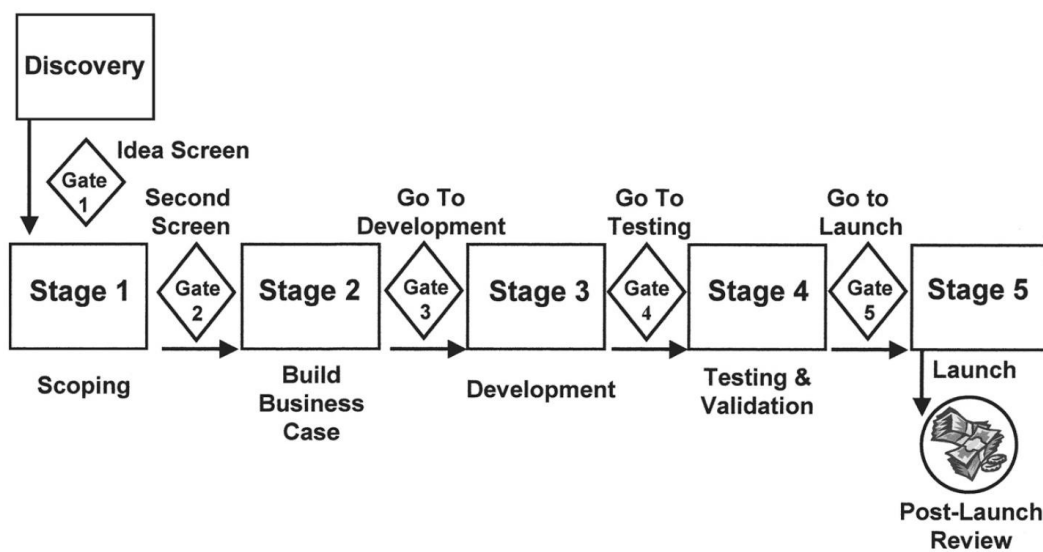 Discovery
Idea Screen
Gate
1
Second
Screen
Go To
Development
Go To
Testing
Go to
Launch
Stage 1
Gate
2
Stage 2
Gate
3
Stage 3
Gate
4
Stage 4
Gate
5
Stage 5
Scoping
Build
Business
Case
Development
Testing &
Validation
Launch
Post-Launch
Review